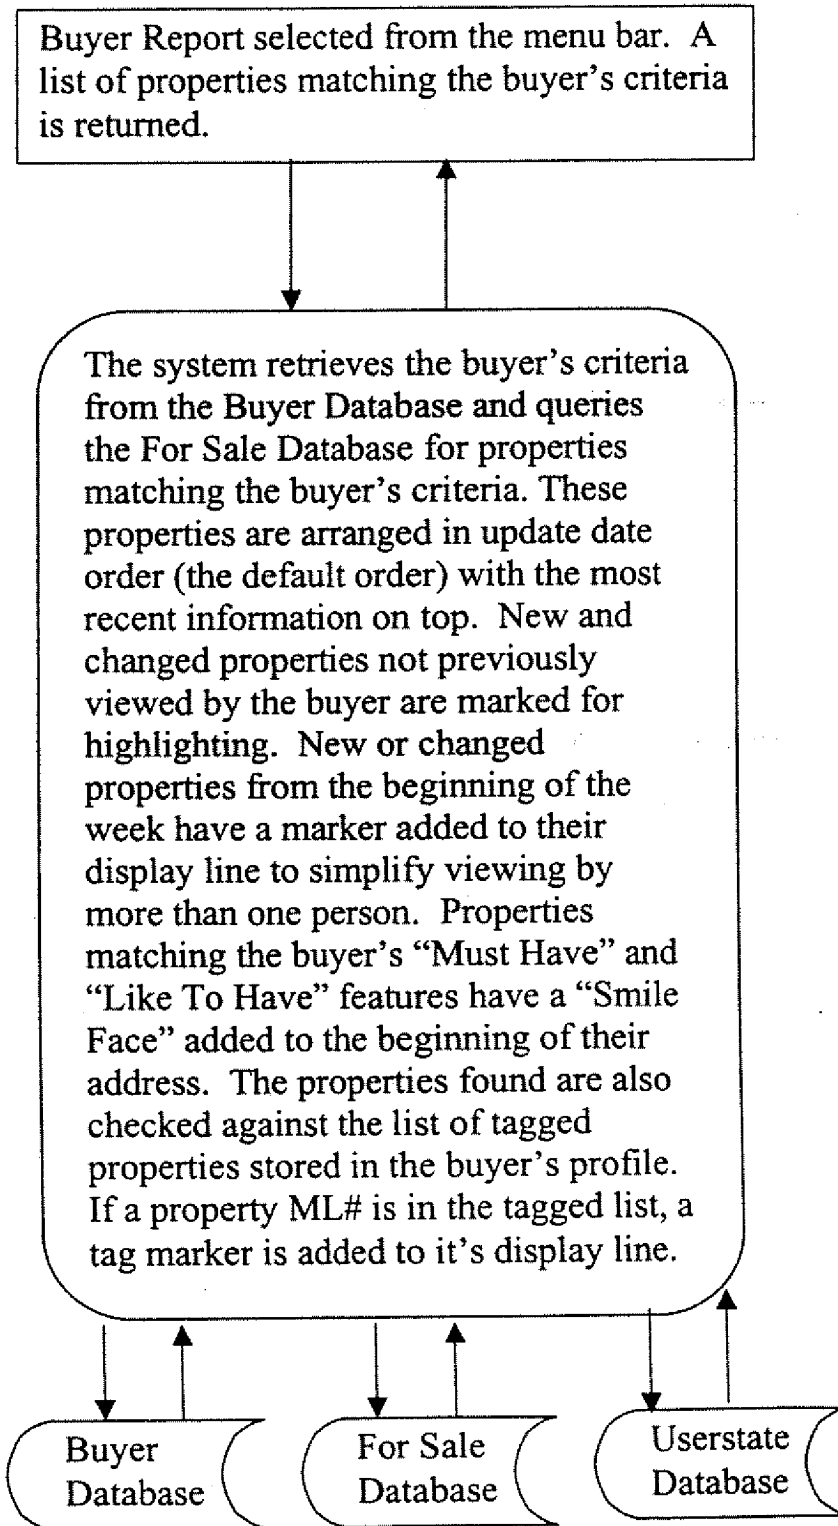 Buyer Report selected from the menu bar.  A
list of properties matching the buyer's criteria
is returned.
The system retrieves the buyer's criteria
from the Buyer Database and queries
the For Sale Database for properties
matching the buyer's criteria. These
properties are arranged in update date
order (the default order) with the most
recent information on top.  New and
changed properties not previously
viewed by the buyer are marked for
highlighting.  New or changed
properties from the beginning of the
week have a marker added to their
display line to simplify viewing by
more than one person.  Properties
matching the buyer's “Must Have” and
“Like To Have” features have a “Smile
Face” added to the beginning of their
address.  The properties found are also
checked against the list of tagged
properties stored in the buyer's profile.
If a property ML# is in the tagged list, a
tag marker is added to it's display line.
Buyer
Database
For Sale
Database
Userstate
Database